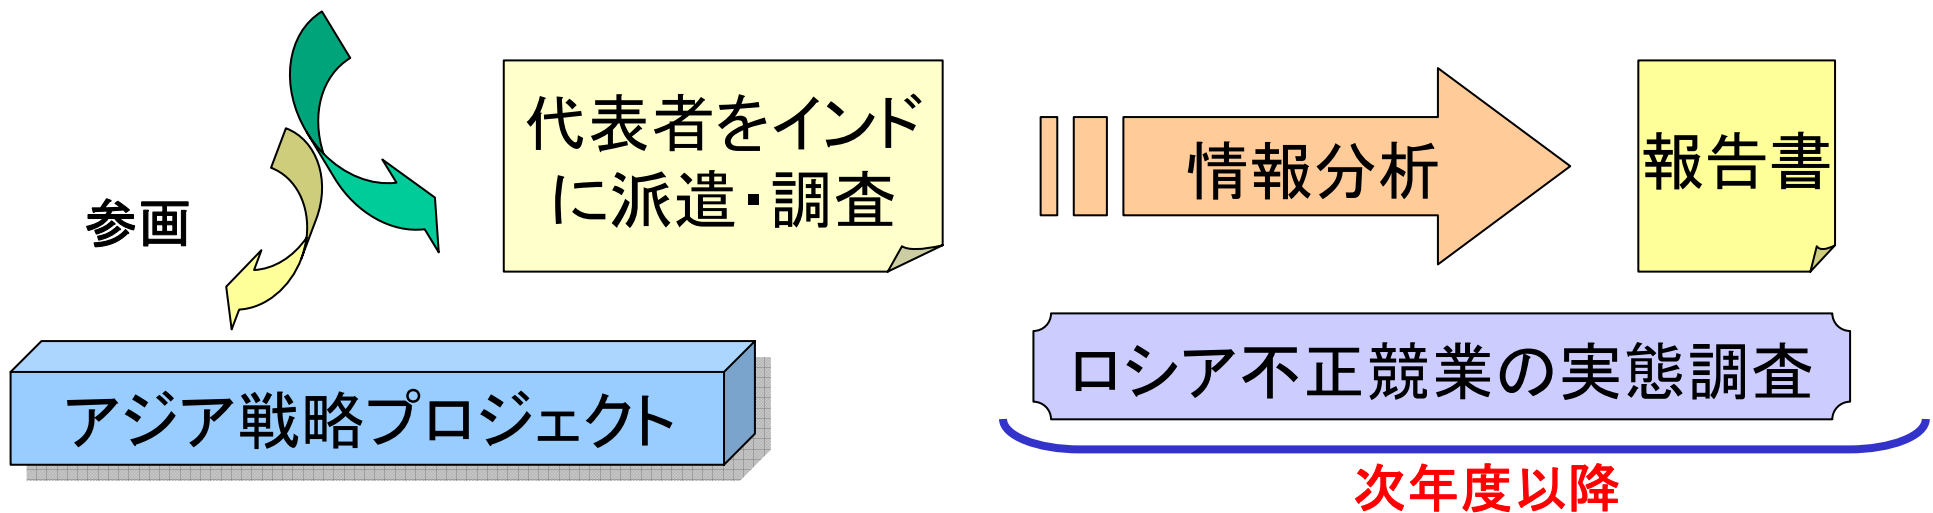 代表者をインド
に派遣・調査
情報分析
報告書
参画
アジア戦略プロジェクト
ロシア不正競業の実態調査
次年度以降